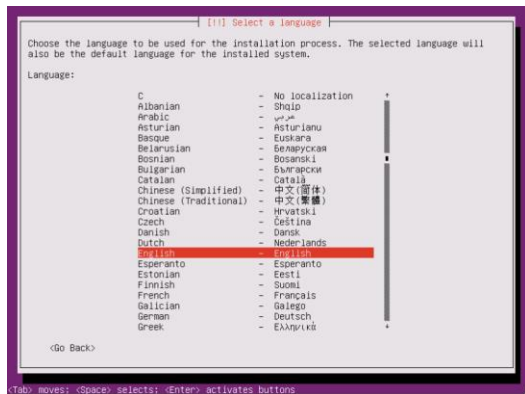 [!!] Select a language
Choose the language to be used for the installation process. The selected language will
also be the default language for the installed system.
Language:
C - No localization
Albanian - Shqip
Arabic - عربي
Asturian - Asturianu
Basque - Euskara
Belarusian - Беларуская
Bosnian - Bosanski
Bulgarian - Български
Catalan - Català
Chinese (Simplified) - 中文(简体)
Chinese (Traditional) - 中文(繁體)
Croatian - Hrvatski
Czech - Čeština
Danish - Dansk
Dutch - Nederlands
English - English
Esperanto - Esperanto
Estonian - Eesti
Finnish - Suomi
French - Français
Galician - Galego
German - Deutsch
Greek - Ελληνικά
<Go Back>
<Tab> moves; <Space> selects; <Enter> activates buttons